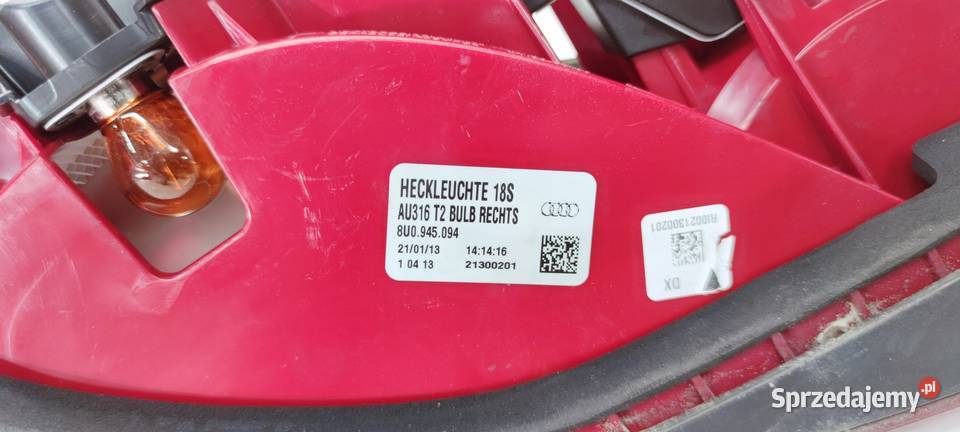 HECKLEUCHTE 18S
AU316 T2 BULB RECHTS
8U0.945.094
21/01/13 14:14:16
1 04 13 21300201
RI0021300201
DX
Sprzedajemy.pl